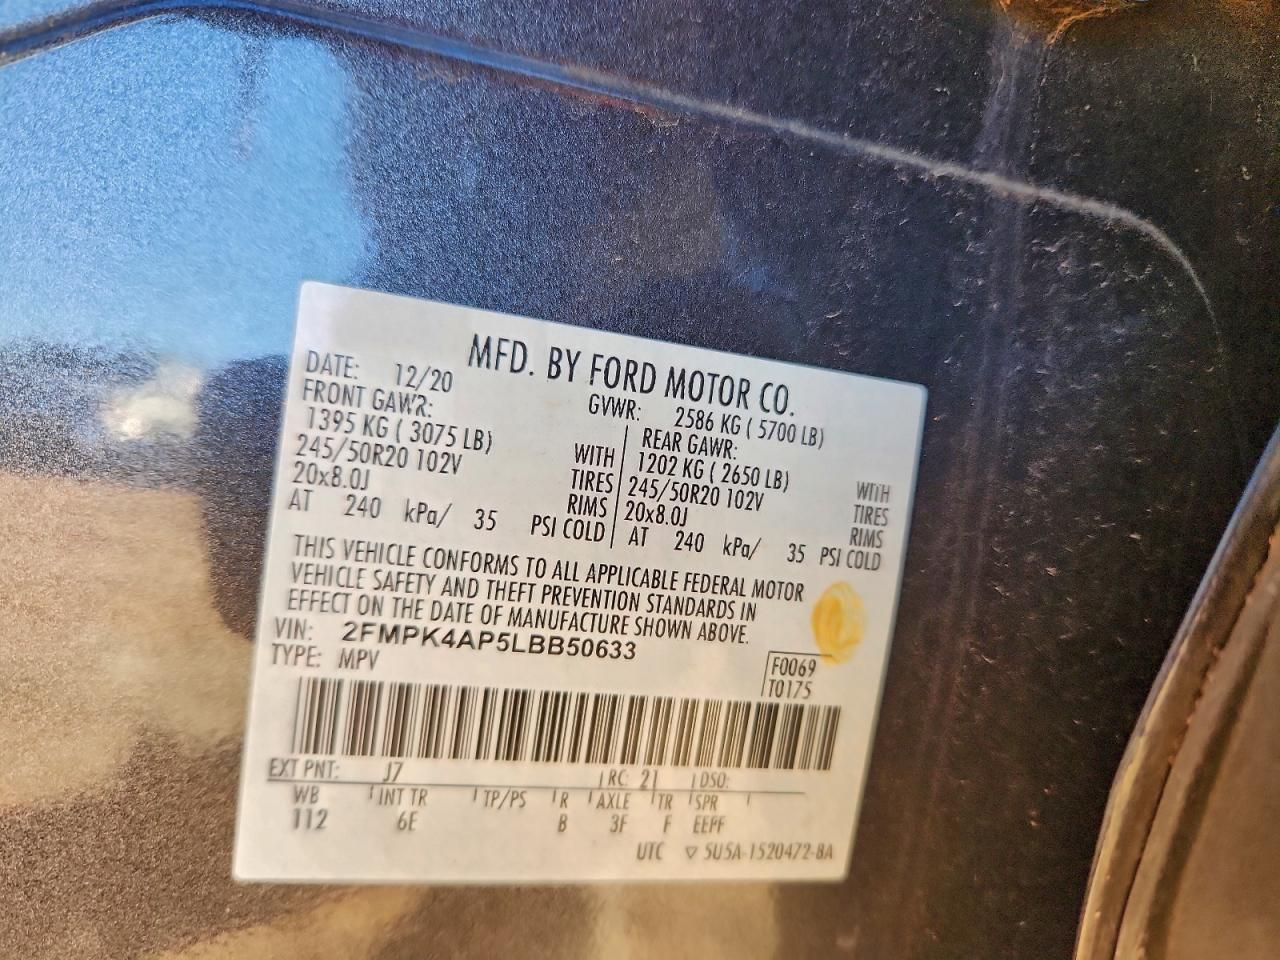 MFD. BY FORD MOTOR CO.
DATE: 12/20 GVWR: 2586 KG ( 5700 LB)
FRONT GAWR: REAR GAWR:
1395 KG ( 3075 LB) WITH 1202 KG ( 2650 LB) WITH
245/50R20 102V TIRES 245/50R20 102V TIRES
20x8.0J RIMS 20x8.0J RIMS
AT 240 kPa/ 35 PSI COLD AT 240 kPa/ 35 PSI COLD
THIS VEHICLE CONFORMS TO ALL APPLICABLE FEDERAL MOTOR
VEHICLE SAFETY AND THEFT PREVENTION STANDARDS IN
EFFECT ON THE DATE OF MANUFACTURE SHOWN ABOVE.
VIN: 2FMPK4AP5LBB50633
TYPE: MPV F0069
T0175
EXT PNT: J7 RC: 21 DSO:
WB INT TR TP/PS R AXLE TR SPR
112 6E B 3F F EEFF
UTC ▽ 5U5A-1520472-BA